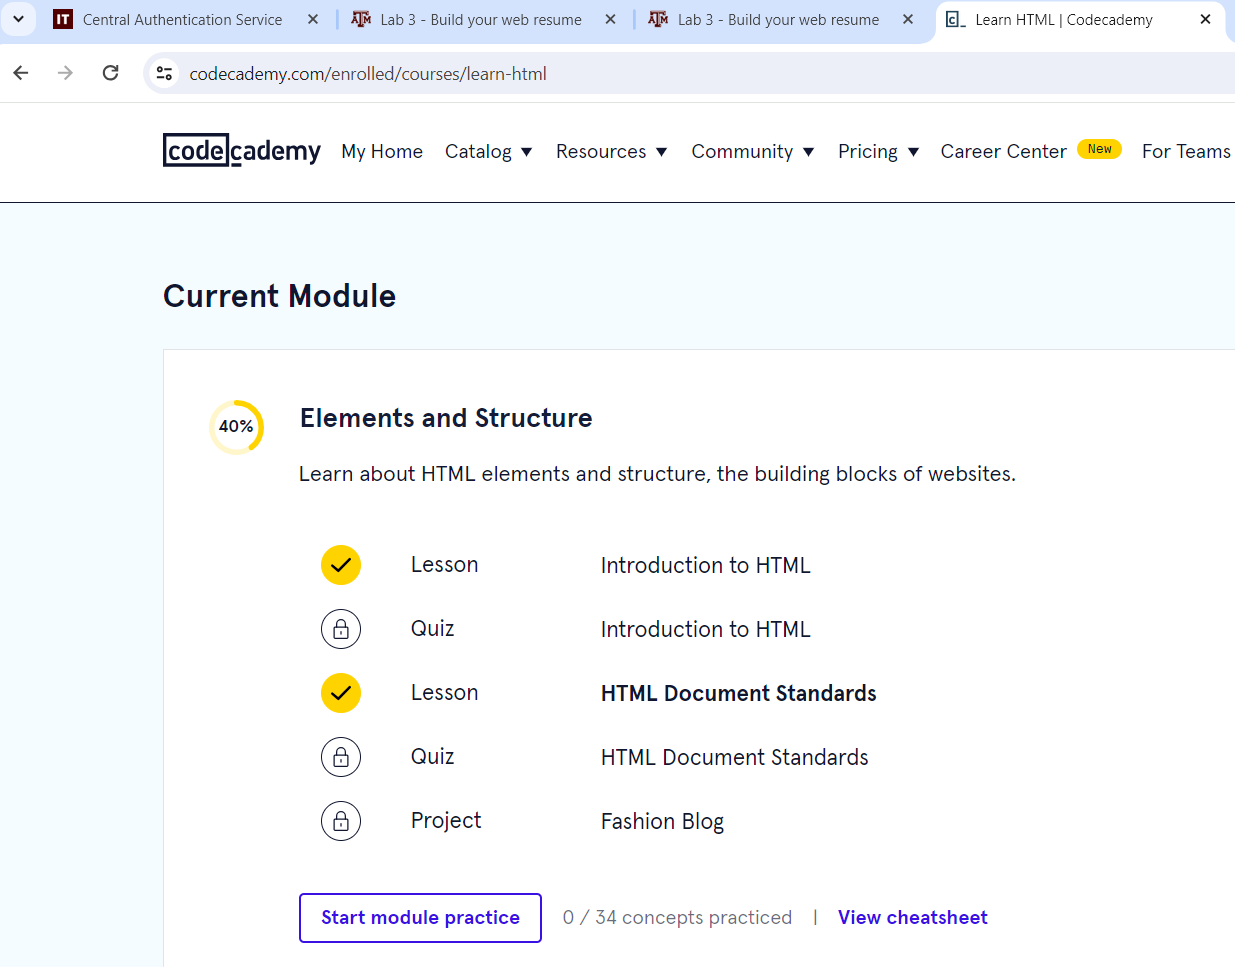 IT Central Authentication Service
ATM Lab 3 - Build your web resume
ATM Lab 3 - Build your web resume
c_ Learn HTML | Codecademy
codecademy.com/enrolled/courses/learn-html
codecademy My Home Catalog Resources Community Pricing Career Center New For Teams
Current Module
40% Elements and Structure
Learn about HTML elements and structure, the building blocks of websites.
Lesson Introduction to HTML
Quiz Introduction to HTML
Lesson HTML Document Standards
Quiz HTML Document Standards
Project Fashion Blog
Start module practice 0 / 34 concepts practiced | View cheatsheet